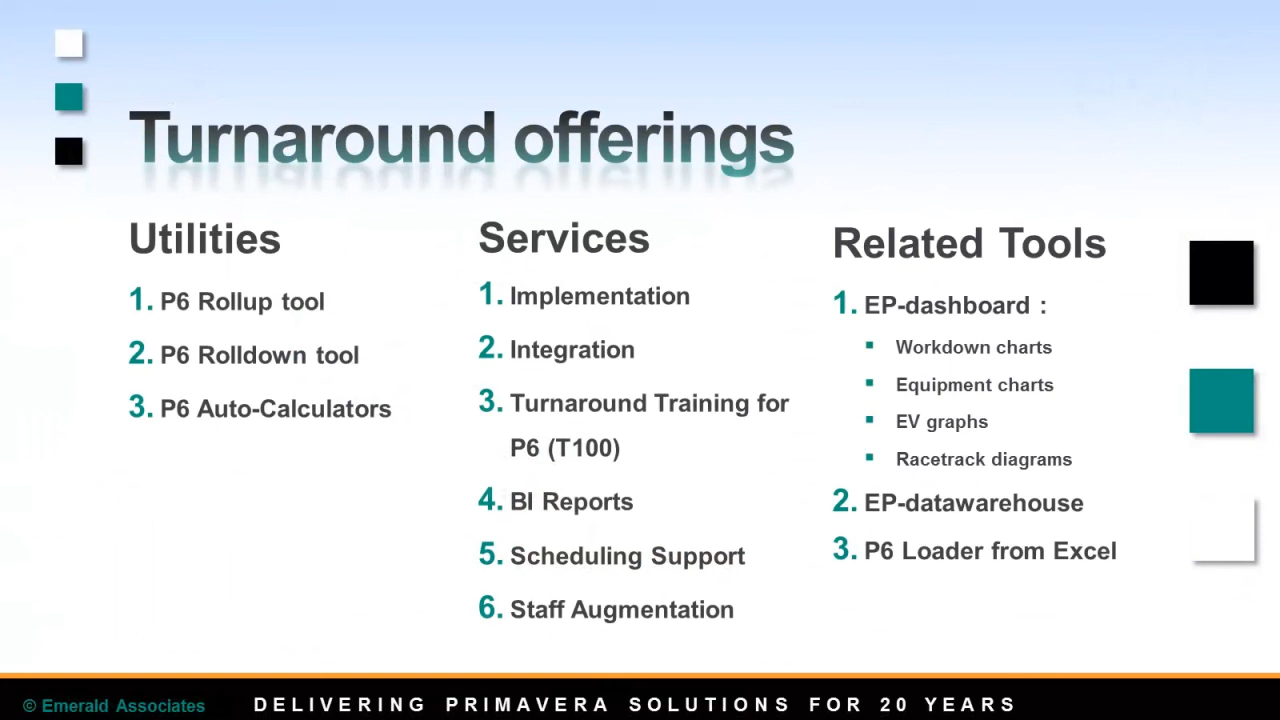 Turnaround offerings
Utilities
1. P6 Rollup tool
2. P6 Rolldown tool
3. P6 Auto-Calculators
Services
1. Implementation
2. Integration
3. Turnaround Training for
P6 (T100)
4. BI Reports
5. Scheduling Support
6. Staff Augmentation
Related Tools
1. EP-dashboard :
▪ Workdown charts
▪ Equipment charts
▪ EV graphs
▪ Racetrack diagrams
2. EP-datawarehouse
3. P6 Loader from Excel
© Emerald Associates
DELIVERING PRIMAVERA SOLUTIONS FOR 20 YEARS